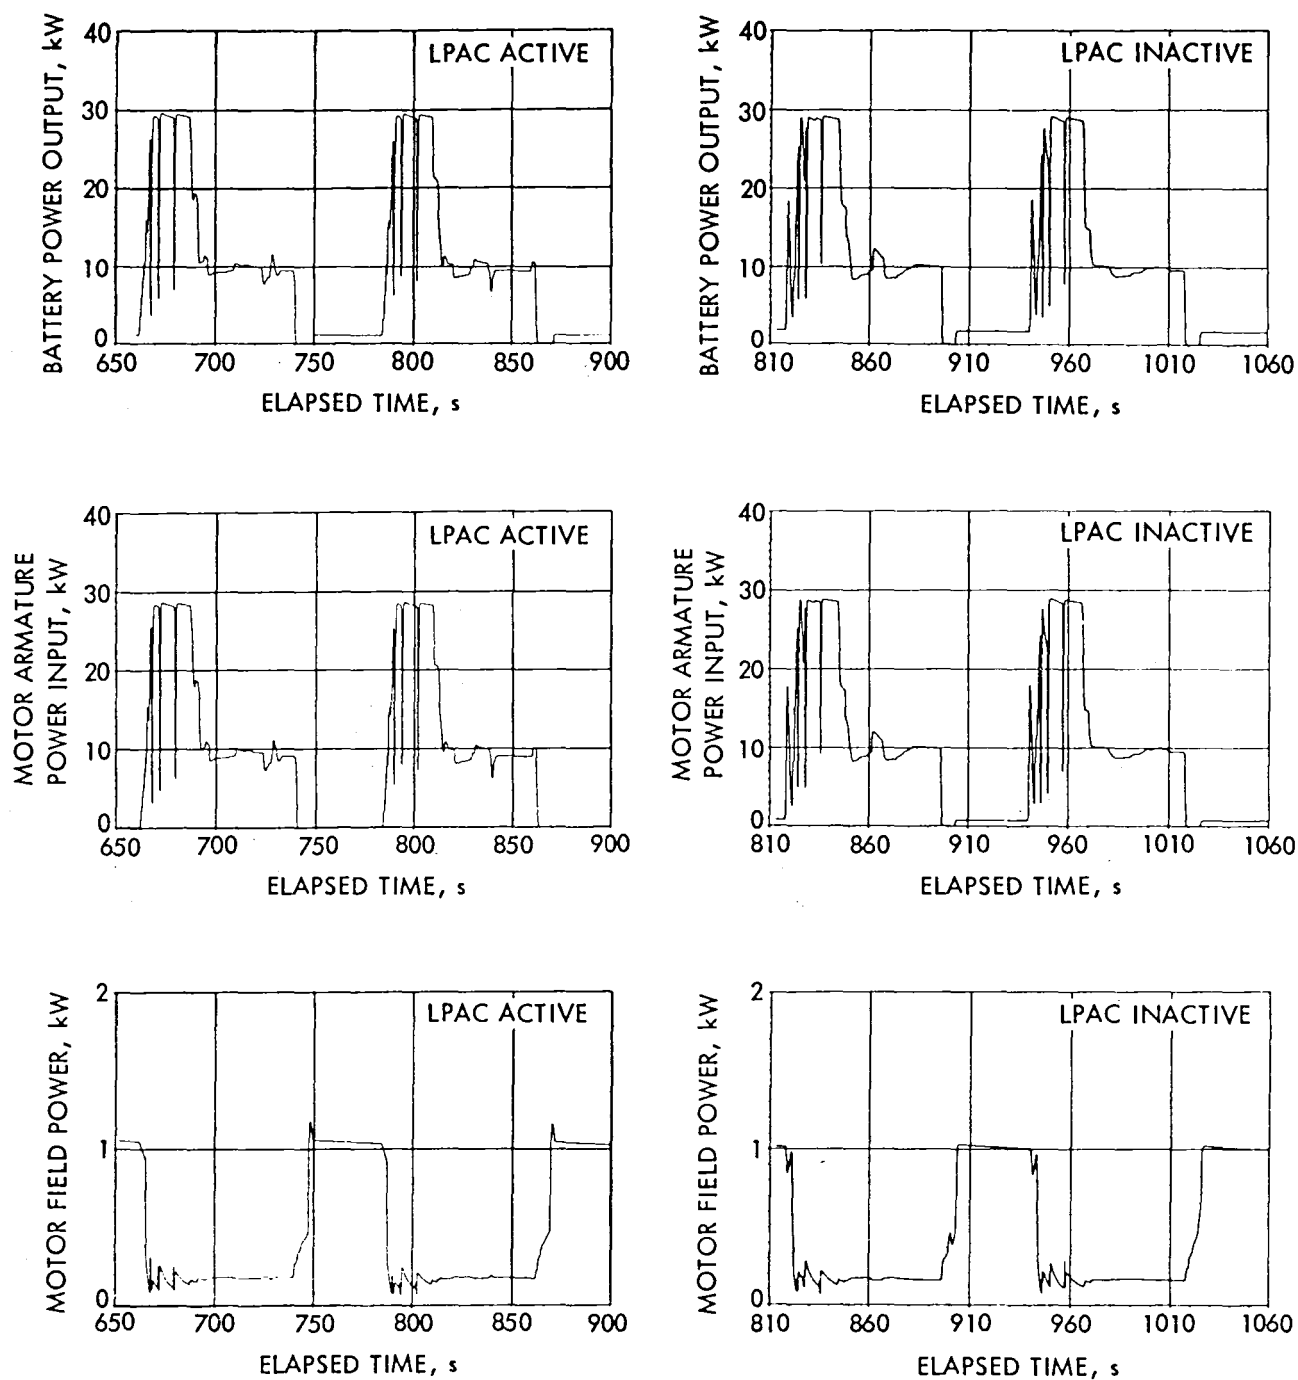 BATTERY POWER OUTPUT, kW
40
30
20
10
0
LPAC ACTIVE
650 700 750 800 850 900
ELAPSED TIME, s
BATTERY POWER OUTPUT, kW
40
30
20
10
0
LPAC INACTIVE
810 860 910 960 1010 1060
ELAPSED TIME, s
MOTOR ARMATURE
POWER INPUT, kW
40
30
20
10
0
LPAC ACTIVE
650 700 750 800 850 900
ELAPSED TIME, s
MOTOR ARMATURE
POWER INPUT, kW
40
30
20
10
0
LPAC INACTIVE
810 860 910 960 1010 1060
ELAPSED TIME, s
MOTOR FIELD POWER, kW
2
1
0
LPAC ACTIVE
650 700 750 800 850 900
ELAPSED TIME, s
MOTOR FIELD POWER, kW
2
1
0
LPAC INACTIVE
810 860 910 960 1010 1060
ELAPSED TIME, s